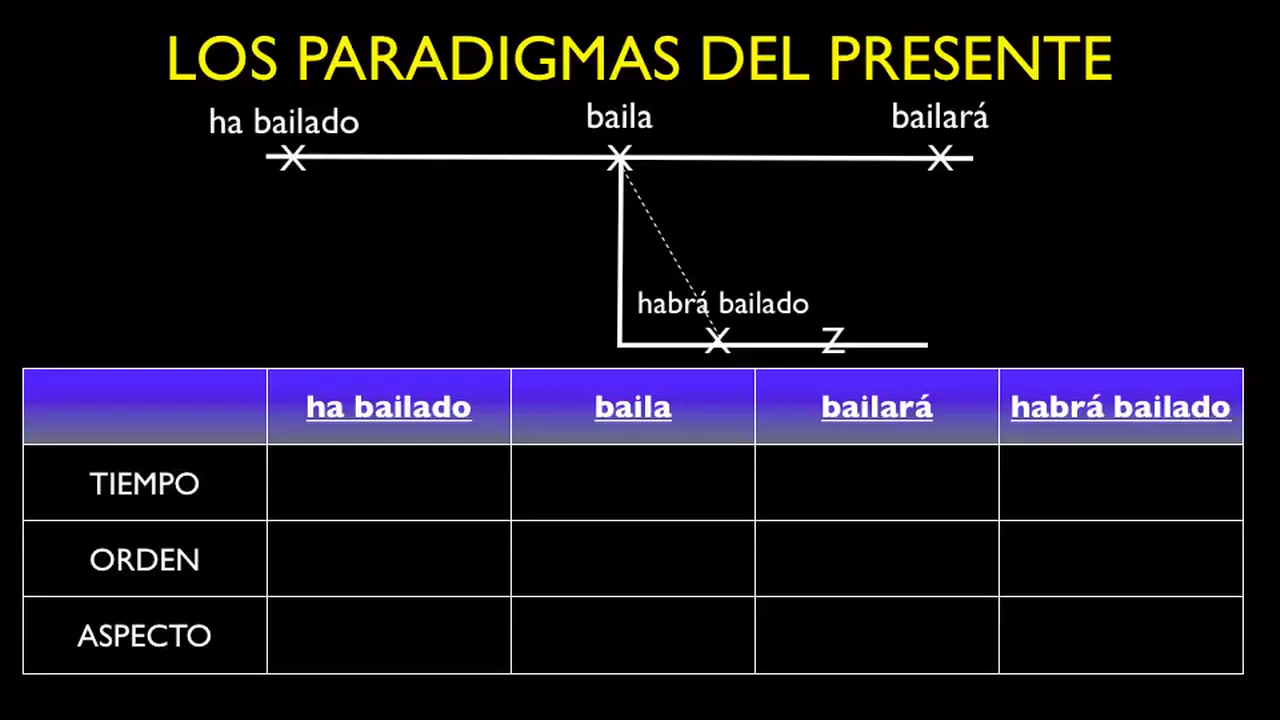 LOS PARADIGMAS DEL PRESENTE
ha bailado baila bailará
X X X
habrá bailado
X Z
ha bailado baila bailará habrá bailado
TIEMPO
ORDEN
ASPECTO